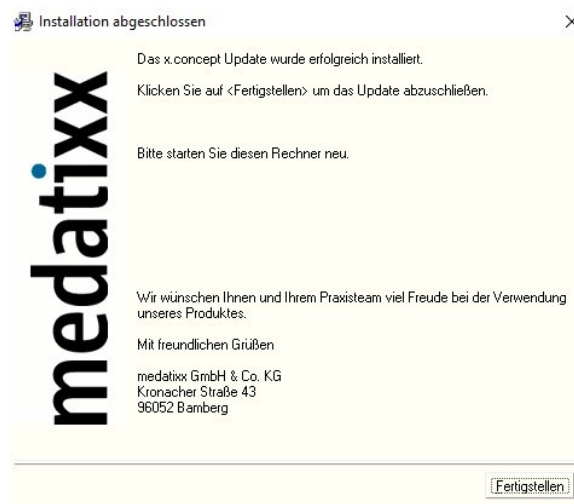 Installation abgeschlossen
Das x.concept Update wurde erfolgreich installiert.
Klicken Sie auf <Fertigstellen> um das Update abzuschließen.
Bitte starten Sie diesen Rechner neu.
medatixx
Wir wünschen Ihnen und Ihrem Praxisteam viel Freude bei der Verwendung
unseres Produktes.
Mit freundlichen Grüßen
medatixx GmbH & Co. KG
Kronacher Straße 43
96052 Bamberg
Fertigstellen